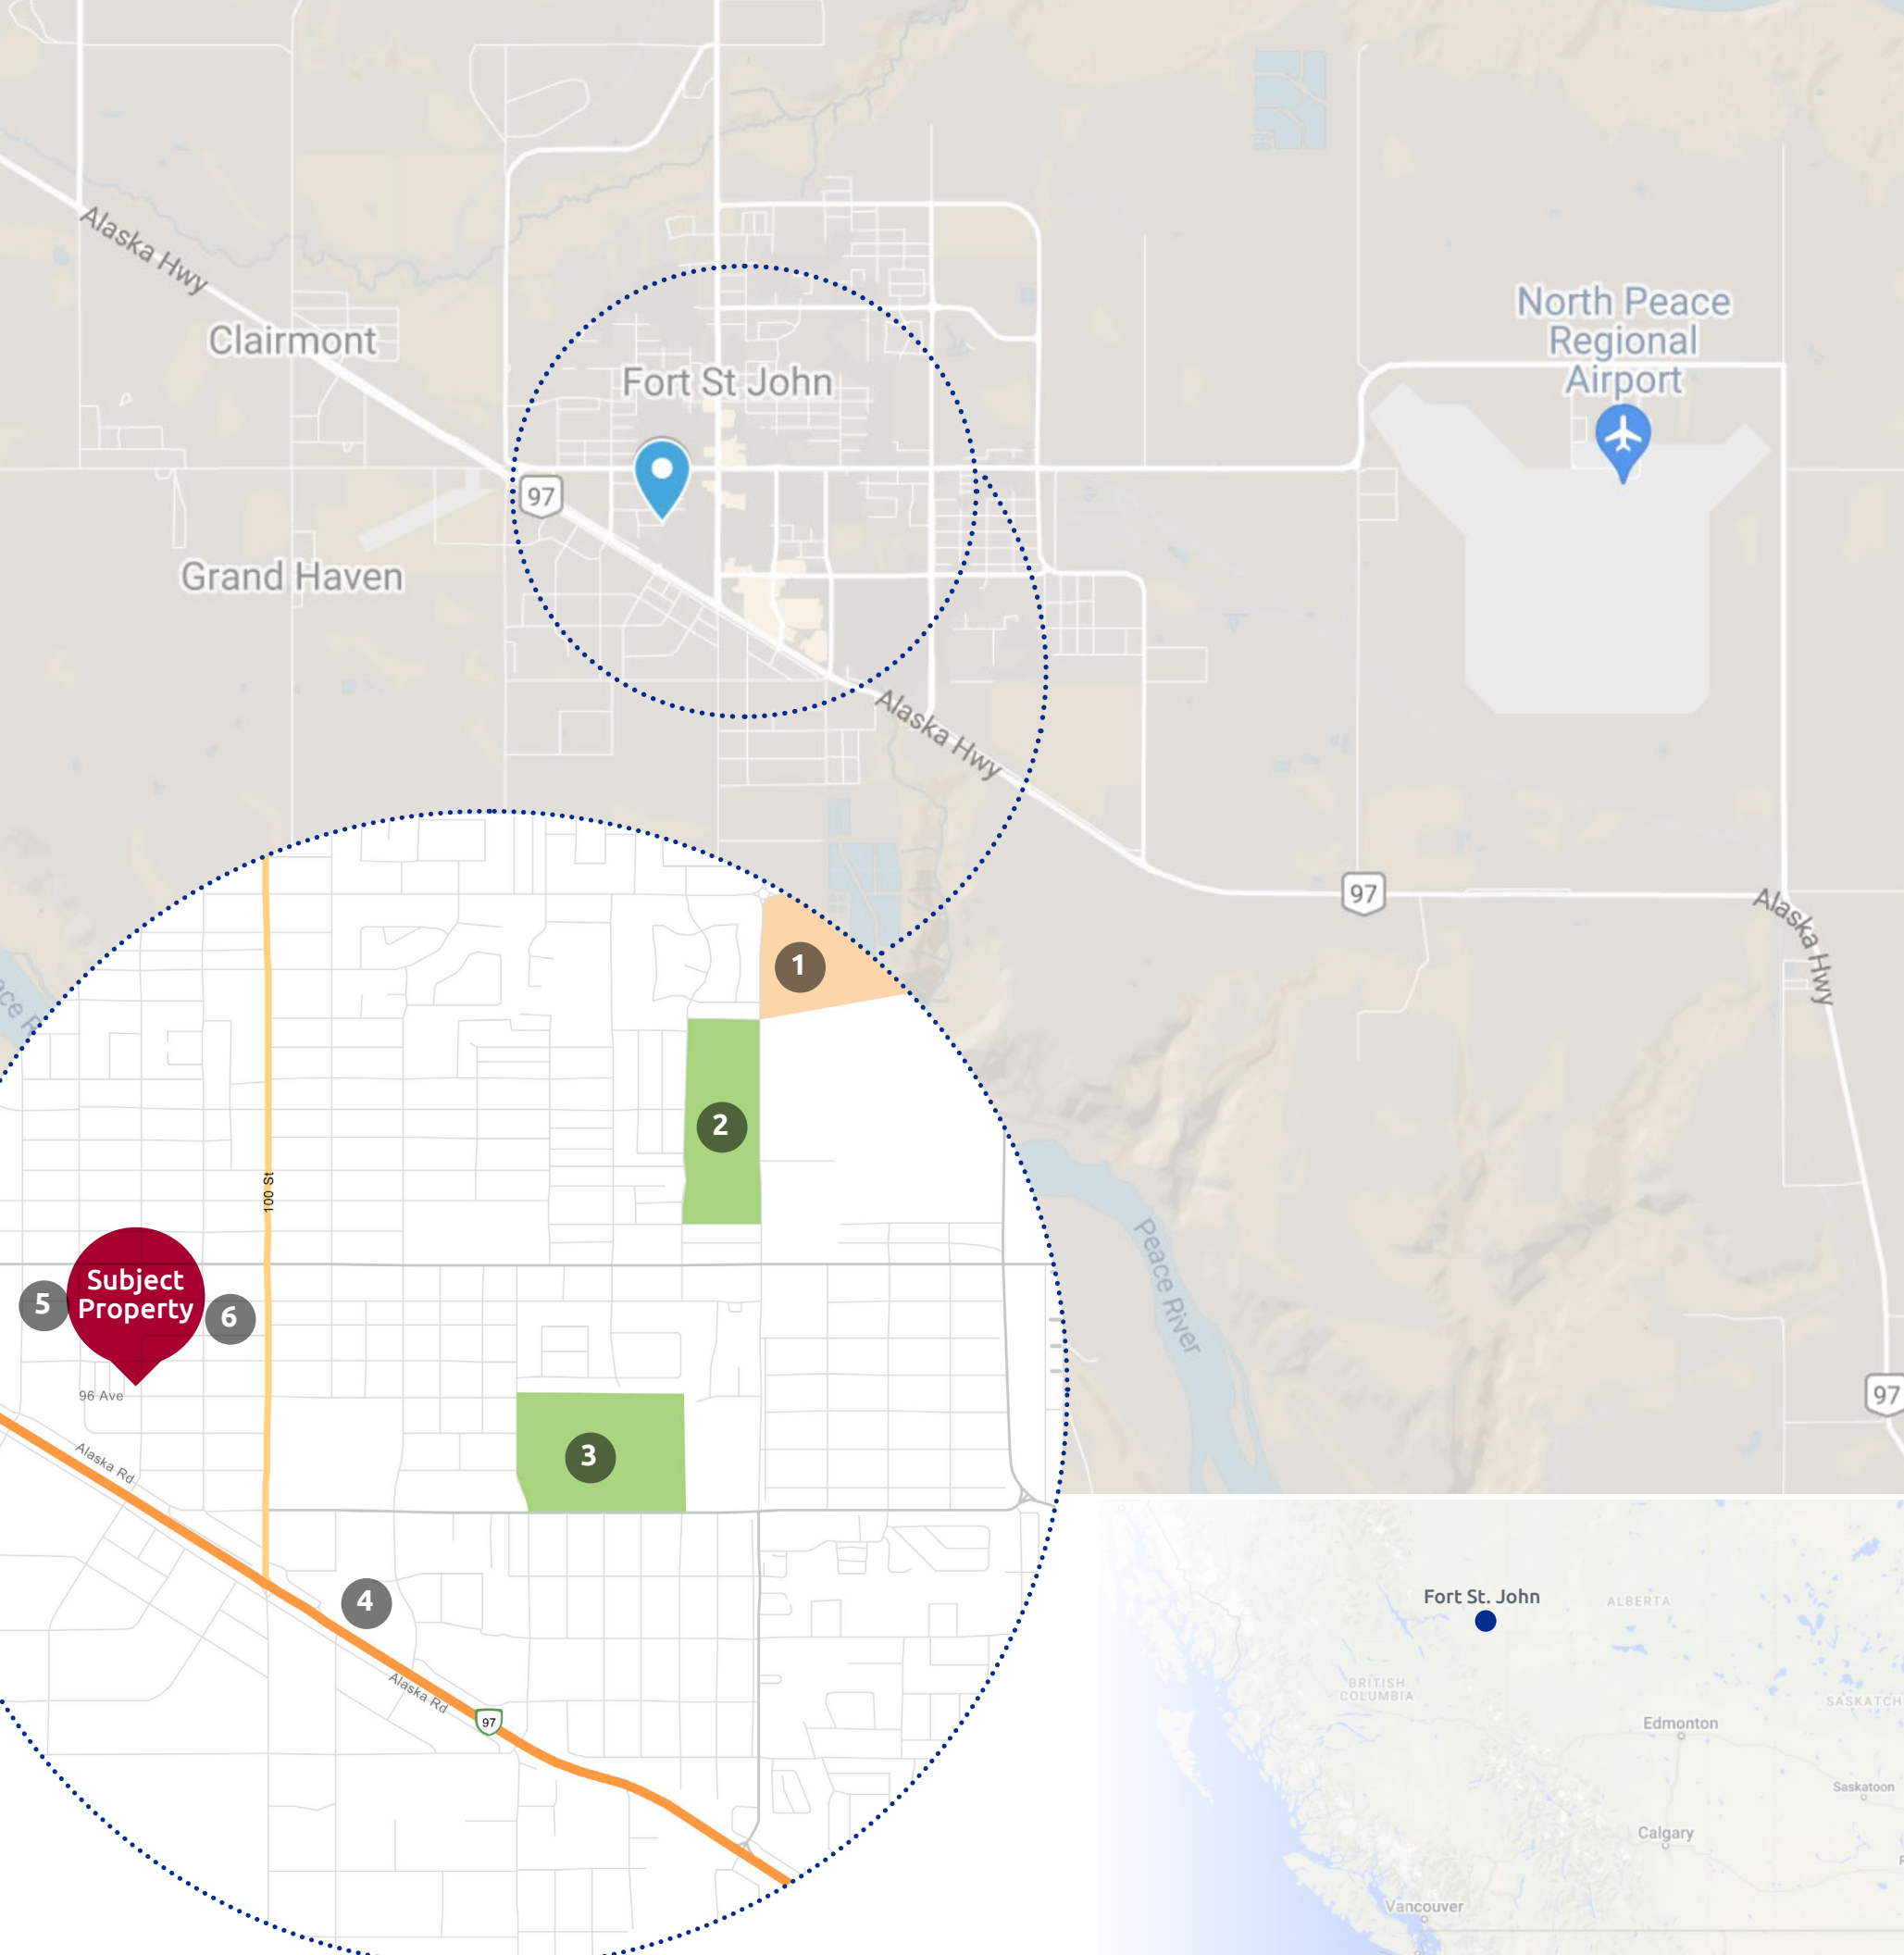 Alaska Hwy
Clairmont
Fort St John
North Peace
Regional
Airport
97
Grand Haven
Alaska Hwy
97
Alaska Hwy
1
2
100 St
Peace River
Subject
Property
5
6
96 Ave
97
Alaska Rd
3
4
Alaska Rd
97
Fort St. John
ALBERTA
BRITISH
COLUMBIA
SASKATCH
Edmonton
Saskatoon
Calgary
Vancouver